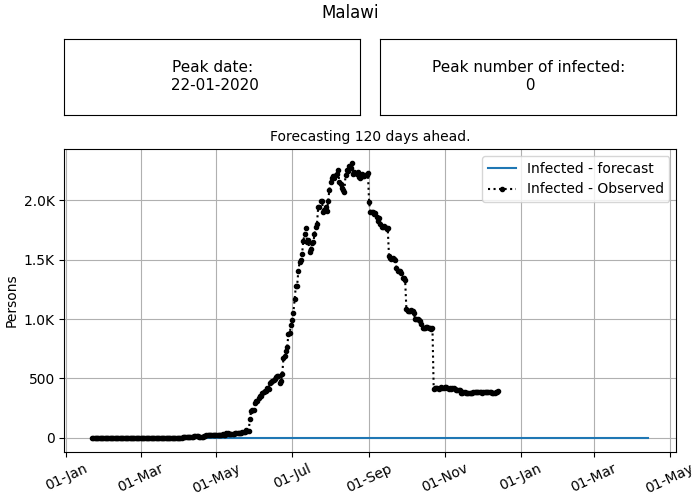 Malawi
Peak date:
22-01-2020
Peak number of infected:
0
Forecasting 120 days ahead.
Infected - forecast
Infected - Observed
Persons
2.0K
1.5K
1.0K
500
0
01-Jan
01-Mar
01-May
01-Jul
01-Sep
01-Nov
01-Jan
01-Mar
01-May